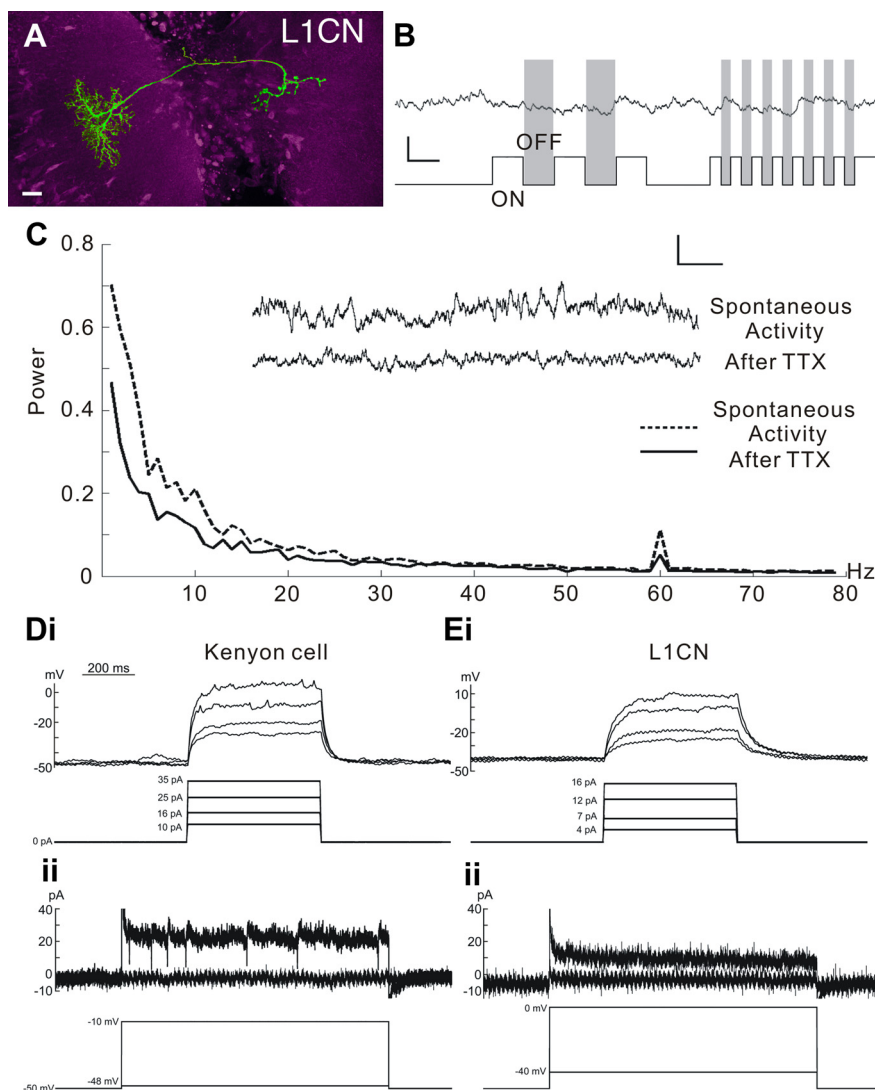 A
L1CN
B
OFF
ON
C
0.8
0.6
0.4
0.2
0
Power
Spontaneous
Activity
After TTX
Spontaneous
Activity
After TTX
10
20
30
40
50
60
70
80
Hz
Di
Kenyon cell
200 ms
mV
0
-20
-50
35 pA
25 pA
16 pA
10 pA
0 pA
Ei
L1CN
mV
10
-20
-50
16 pA
12 pA
7 pA
4 pA
ii
pA
40
20
0
-10
-10 mV
-48 mV
-50 mV
ii
pA
40
20
0
-10
0 mV
-40 mV